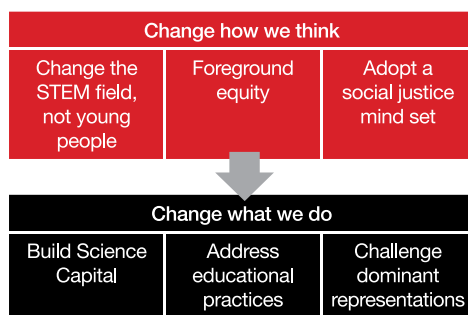 Change how we think
Change the
STEM field,
not young
people
Foreground
equity
Adopt a
social justice
mind set
Change what we do
Build Science
Capital
Address
educational
practices
Challenge
dominant
representations